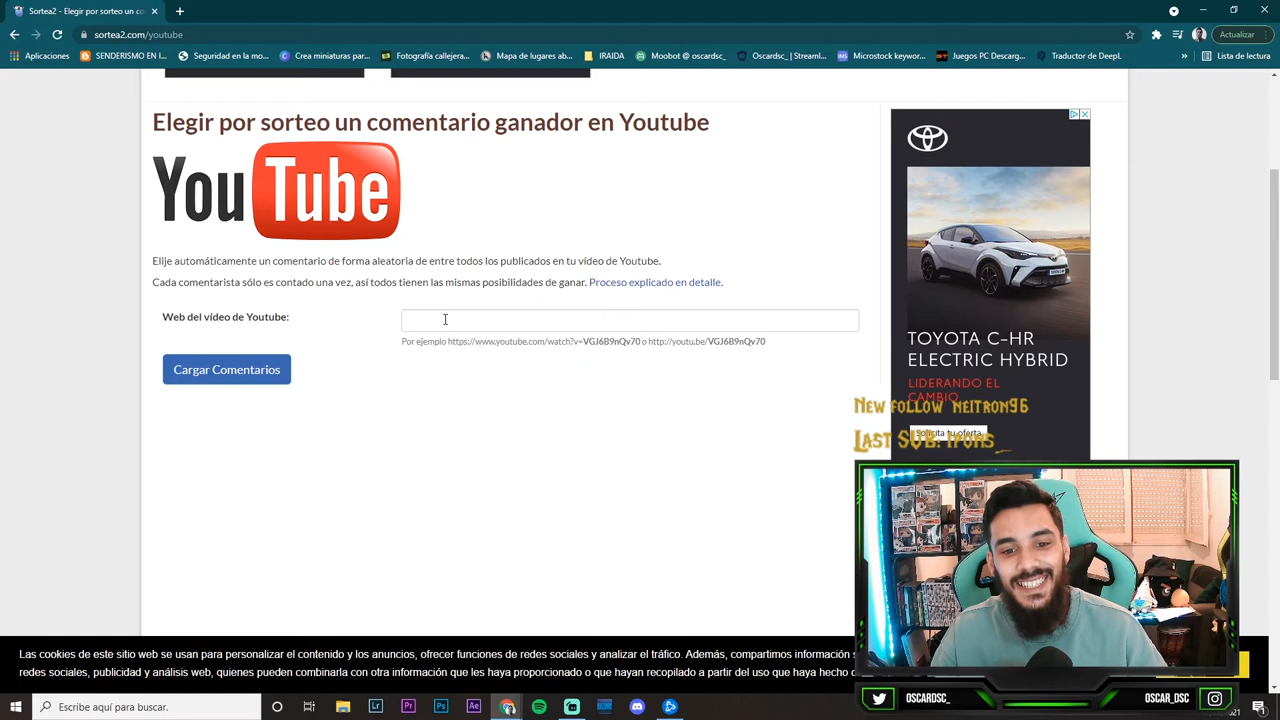 Sortea2 - Elegir por sorteo un co
sortea2.com/youtube
Actualizar
Aplicaciones
SENDERISMO EN I...
Seguridad en la mo...
Crea miniaturas par...
Fotografía callejera...
Mapa de lugares ab...
IRAIDA
Moobot @ oscardsc_
Oscardsc_ | Streaml...
Microstock keywor...
Juegos PC Descarg...
Traductor de DeepL
Lista de lectura
Elegir por sorteo un comentario ganador en Youtube
YouTube
Elije automáticamente un comentario de forma aleatoria de entre todos los publicados en tu vídeo de Youtube.
Cada comentarista sólo es contado una vez, así todos tienen las mismas posibilidades de ganar. Proceso explicado en detalle.
Web del vídeo de Youtube:
Por ejemplo https://www.youtube.com/watch?v=VGJ6B9nQv70 o http://youtu.be/VGJ6B9nQv70
Cargar Comentarios
TOYOTA C-HR
ELECTRIC HYBRID
LIDERANDO EL
CAMBIO
New follow neitron96
Solicita tu oferta
Last SUB: ipons_
Las cookies de este sitio web se usan para personalizar el contenido y los anuncios, ofrecer funciones de redes sociales y analizar el tráfico. Además, compartimos información s
redes sociales, publicidad y análisis web, quienes pueden combinarla con otra información que les haya proporcionado o que hayan recopilado a partir del uso que haya hecho
Escribe aquí para buscar.
OSCARDSC_
OSCAR_DSC